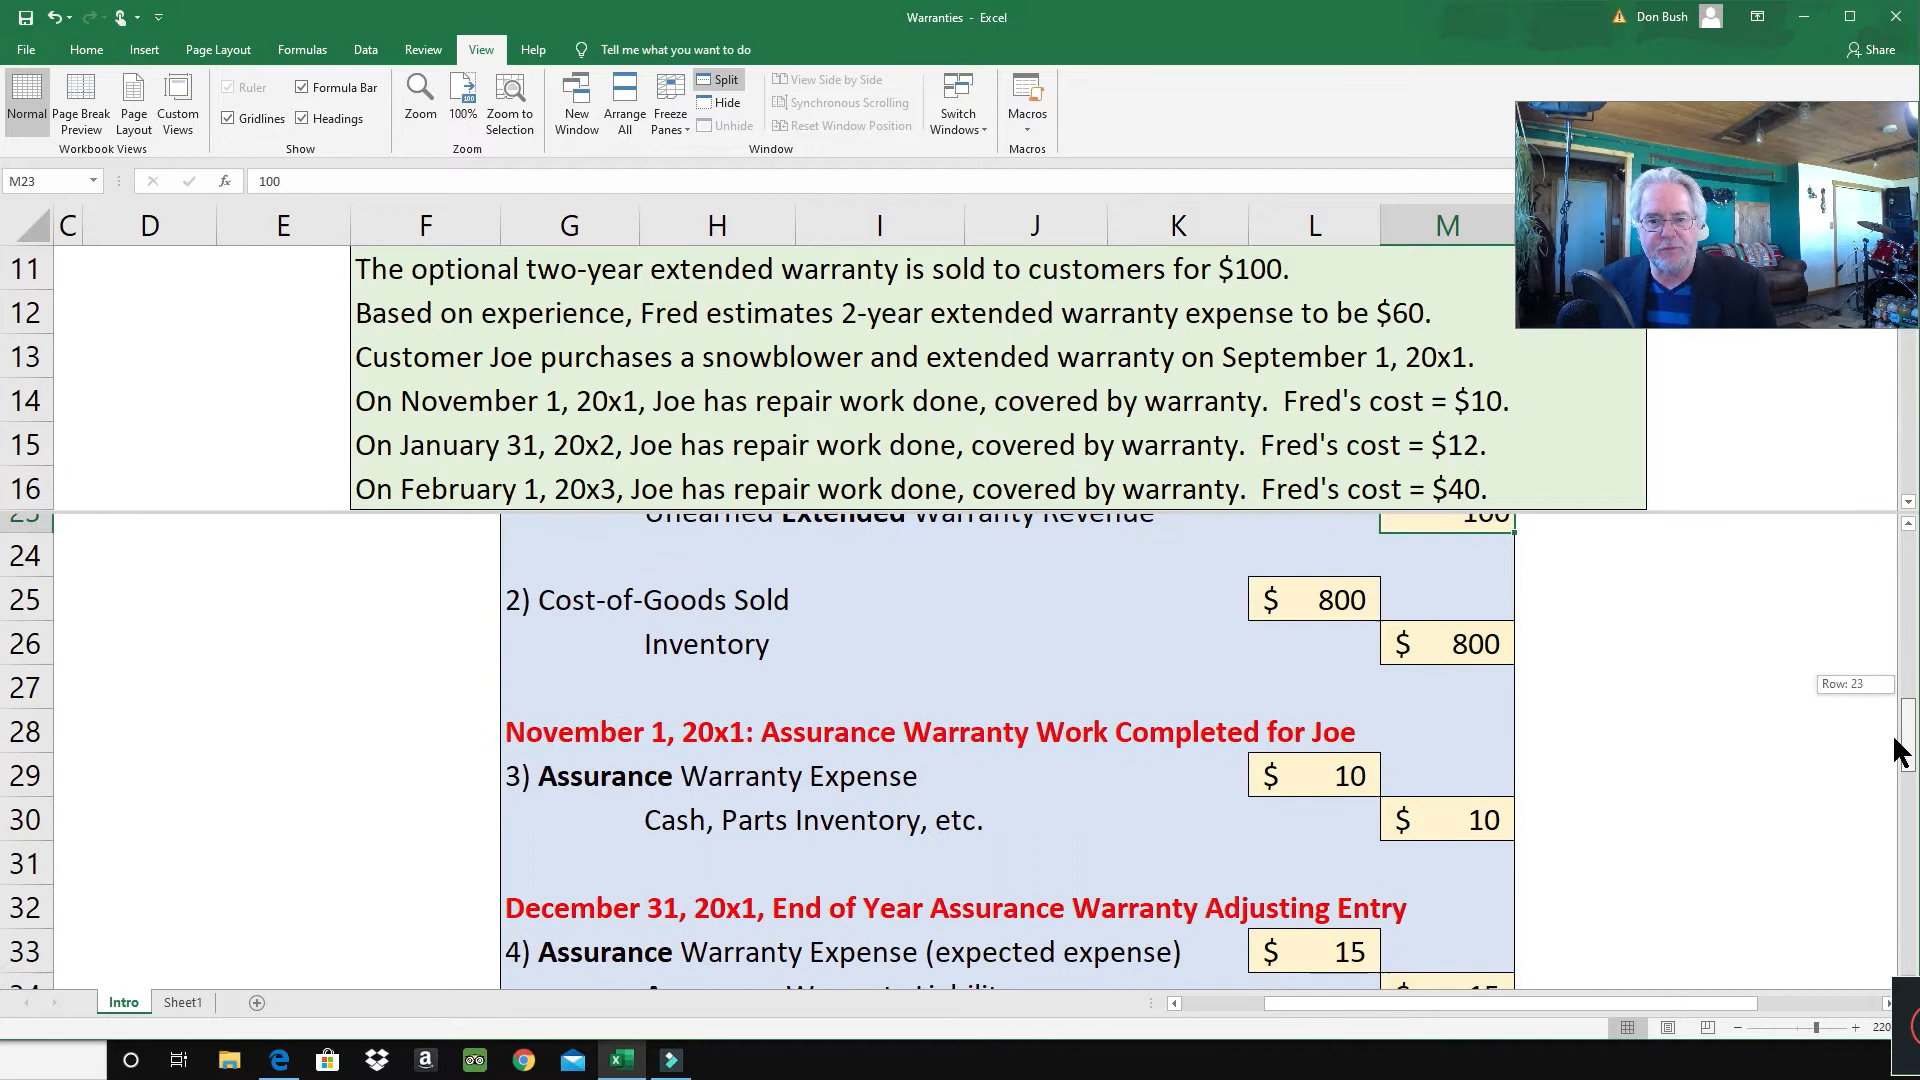 Warranties - Excel
Don Bush
File Home Insert Page Layout Formulas Data Review View Help Tell me what you want to do
Share
Normal
Page Break Preview
Page Layout
Custom Views
Workbook Views
Ruler
Formula Bar
Gridlines
Headings
Show
Zoom
100%
Zoom to Selection
Zoom
New Window
Arrange All
Freeze Panes
Split
Hide
Unhide
View Side by Side
Synchronous Scrolling
Reset Window Position
Switch Windows
Window
Macros
Macros
M23
fx
100
C D E F G H I J K L M
11 The optional two-year extended warranty is sold to customers for $100.
12 Based on experience, Fred estimates 2-year extended warranty expense to be $60.
13 Customer Joe purchases a snowblower and extended warranty on September 1, 20x1.
14 On November 1, 20x1, Joe has repair work done, covered by warranty. Fred's cost = $10.
15 On January 31, 20x2, Joe has repair work done, covered by warranty. Fred's cost = $12.
16 On February 1, 20x3, Joe has repair work done, covered by warranty. Fred's cost = $40.
Unearned Extended Warranty Revenue 100
24
25 2) Cost-of-Goods Sold $ 800
26 Inventory $ 800
27
Row: 23
28 November 1, 20x1: Assurance Warranty Work Completed for Joe
29 3) Assurance Warranty Expense $ 10
30 Cash, Parts Inventory, etc. $ 10
31
32 December 31, 20x1, End of Year Assurance Warranty Adjusting Entry
33 4) Assurance Warranty Expense (expected expense) $ 15
Intro Sheet1
220